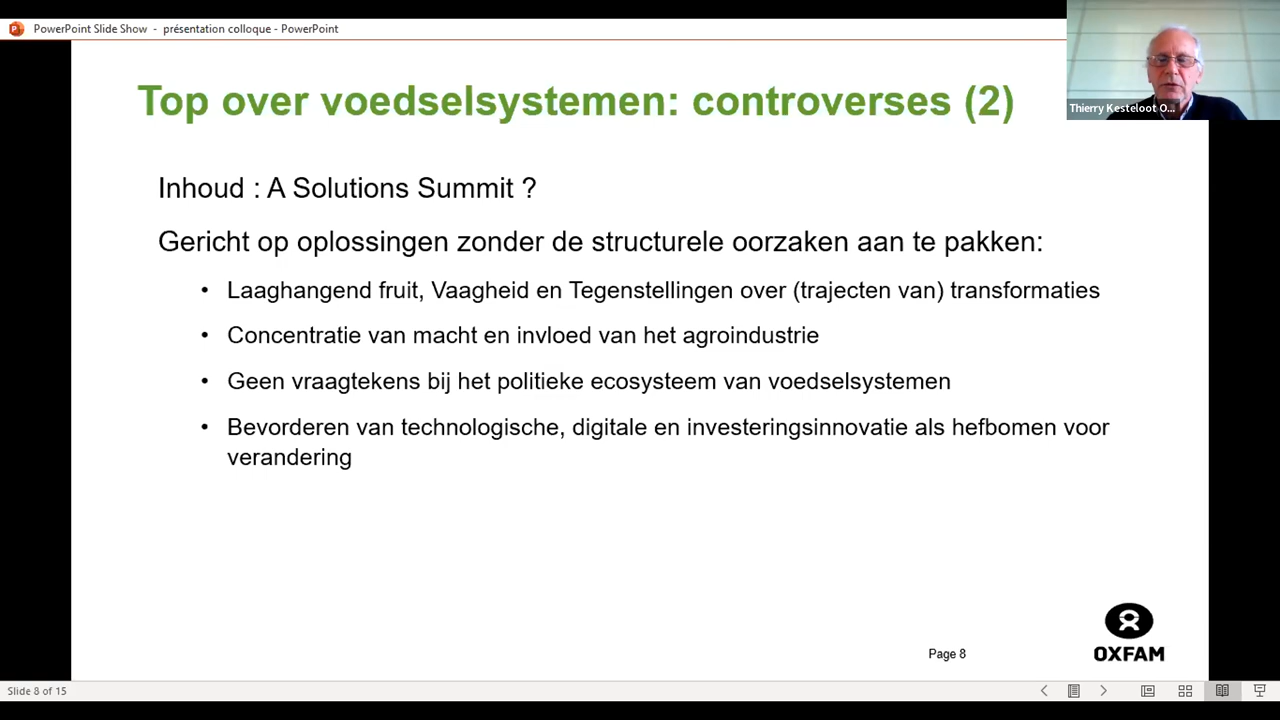 PowerPoint Slide Show - présentation colloque - PowerPoint
Thierry Kesteloot O...
Top over voedselsystemen: controverses (2)
Inhoud : A Solutions Summit ?
Gericht op oplossingen zonder de structurele oorzaken aan te pakken:
• Laaghangend fruit, Vaagheid en Tegenstellingen over (trajecten van) transformaties
• Concentratie van macht en invloed van het agroindustrie
• Geen vraagtekens bij het politieke ecosysteem van voedselsystemen
• Bevorderen van technologische, digitale en investeringsinnovatie als hefbomen voor
verandering
Page 8
OXFAM
Slide 8 of 15